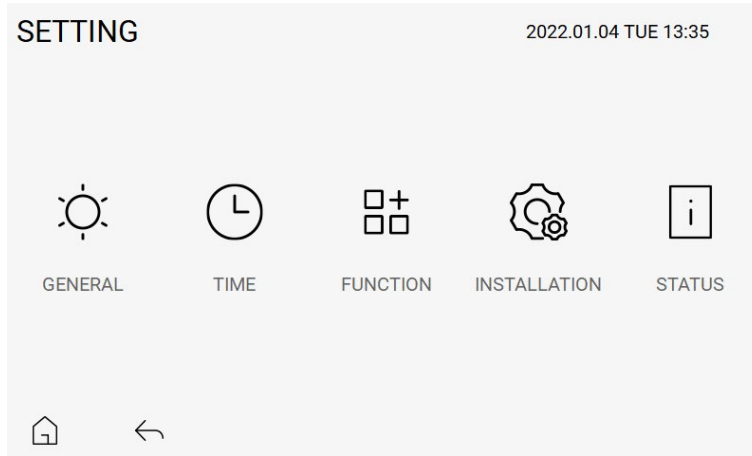 SETTING
2022.01.04 TUE 13:35
GENERAL
TIME
FUNCTION
INSTALLATION
STATUS